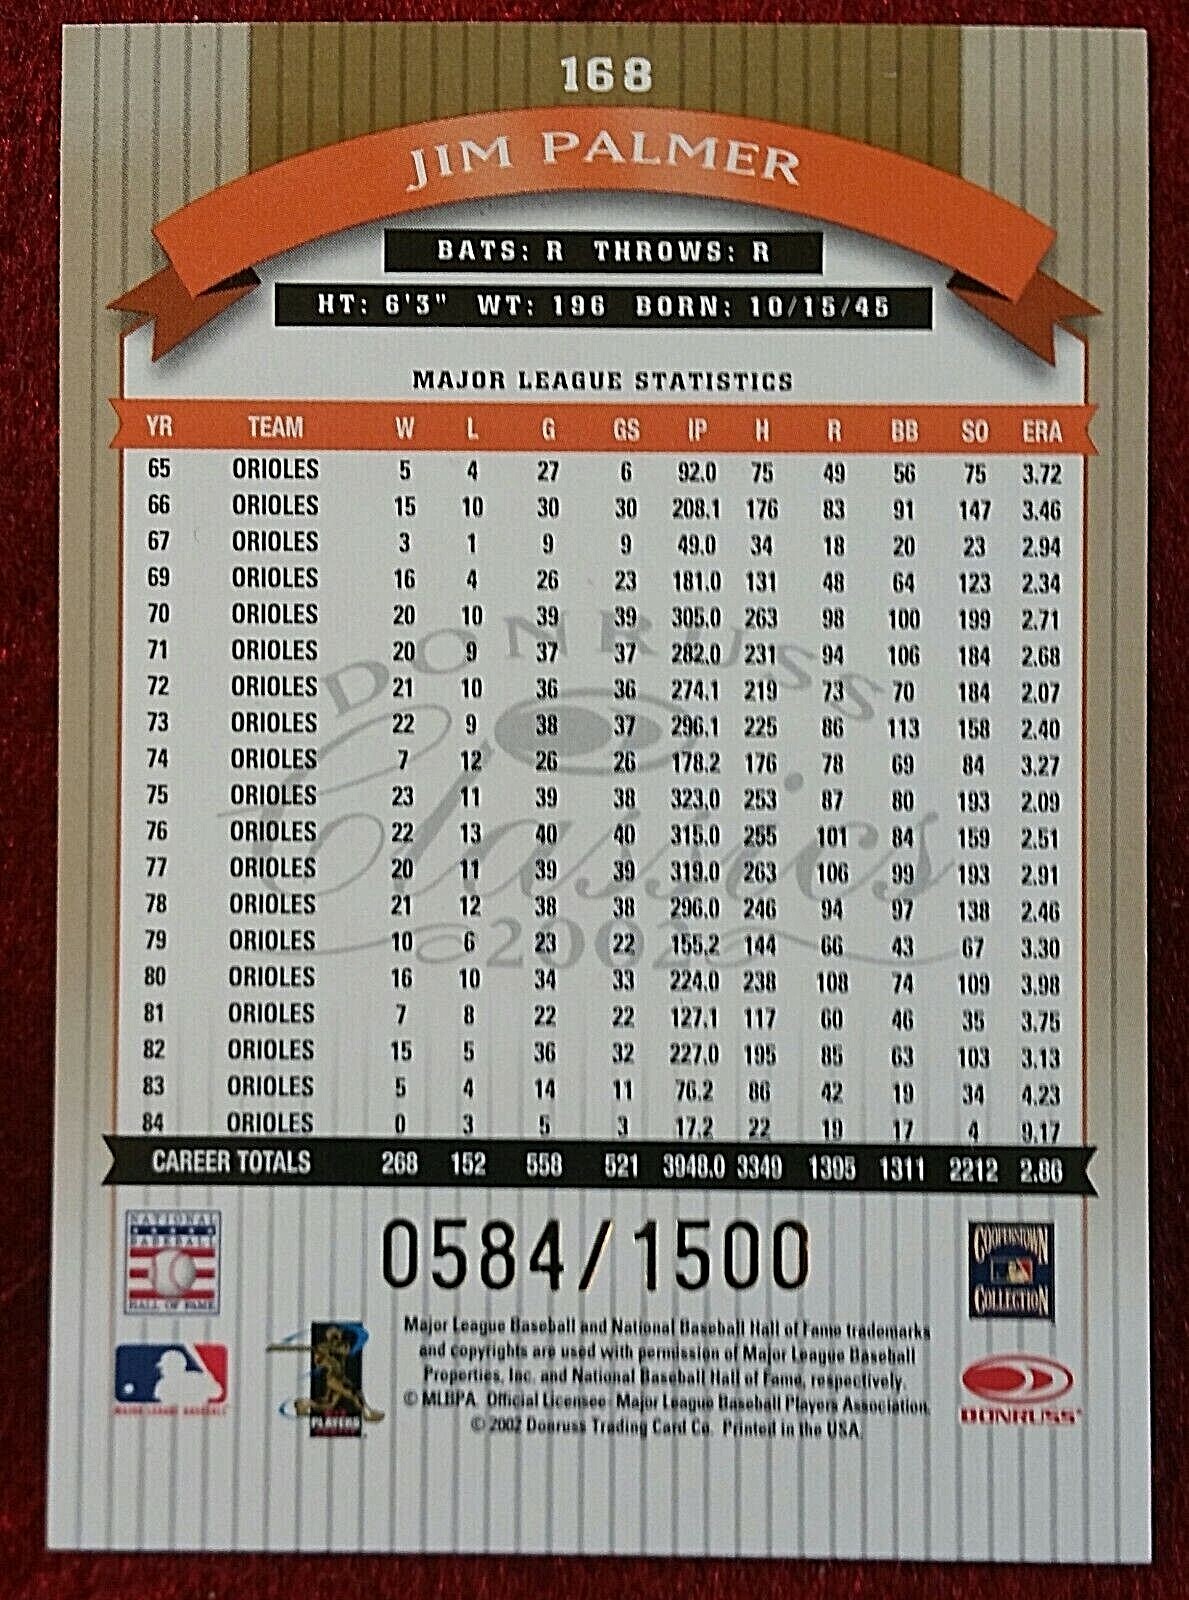 168
JIM PALMER
BATS: R THROWS: R
HT: 6'3" WT: 196 BORN: 10/15/45
MAJOR LEAGUE STATISTICS
YR TEAM W L G GS IP H R BB SO ERA
65 ORIOLES 5 4 27 6 92.0 75 49 56 75 3.72
66 ORIOLES 15 10 30 30 208.1 176 83 91 147 3.46
67 ORIOLES 3 1 9 9 49.0 34 18 20 23 2.94
69 ORIOLES 16 4 26 23 181.0 131 48 64 123 2.34
70 ORIOLES 20 10 39 39 305.0 263 98 100 199 2.71
71 ORIOLES 20 9 37 37 282.0 231 94 106 184 2.68
72 ORIOLES 21 10 36 36 274.1 219 73 70 184 2.07
73 ORIOLES 22 9 38 37 296.1 225 86 113 158 2.40
74 ORIOLES 7 12 26 26 178.2 176 78 69 84 3.27
75 ORIOLES 23 11 39 38 323.0 253 87 80 193 2.09
76 ORIOLES 22 13 40 40 315.0 255 101 84 159 2.51
77 ORIOLES 20 11 39 39 319.0 263 106 99 193 2.91
78 ORIOLES 21 12 38 38 296.0 246 94 97 138 2.46
79 ORIOLES 10 6 23 22 155.2 144 66 43 67 3.30
80 ORIOLES 16 10 34 33 224.0 238 108 74 109 3.98
81 ORIOLES 7 8 22 22 127.1 117 60 46 35 3.75
82 ORIOLES 15 5 36 32 227.0 195 85 63 103 3.13
83 ORIOLES 5 4 14 11 76.2 86 42 19 34 4.23
84 ORIOLES 0 3 5 3 17.2 22 19 17 4 9.17
CAREER TOTALS 268 152 558 521 3948.0 3349 1395 1311 2212 2.86
DONRUSS
Classics
2002
0584/1500
NATIONAL
BASEBALL
HALL OF FAME
COOPERSTOWN
COLLECTION
Major League Baseball and National Baseball Hall of Fame trademarks
and copyrights are used with permission of Major League Baseball
Properties, Inc. and National Baseball Hall of Fame, respectively.
© MLBPA Official Licensee- Major League Baseball Players Association.
© 2002 Donruss Trading Card Co. Printed in the USA.
MAJOR LEAGUE BASEBALL
PLAYERS
DONRUSS